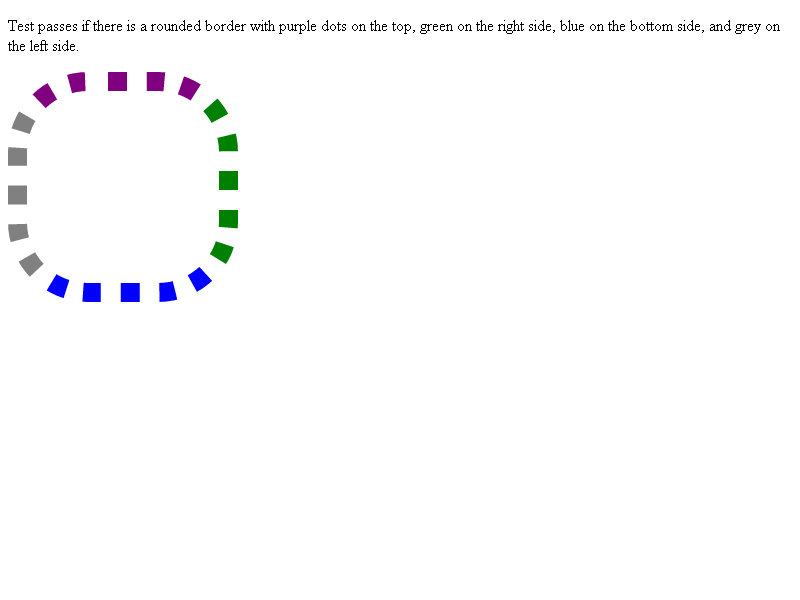 Test passes if there is a rounded border with purple dots on the top, green on the right side, blue on the bottom side, and grey on
the left side.